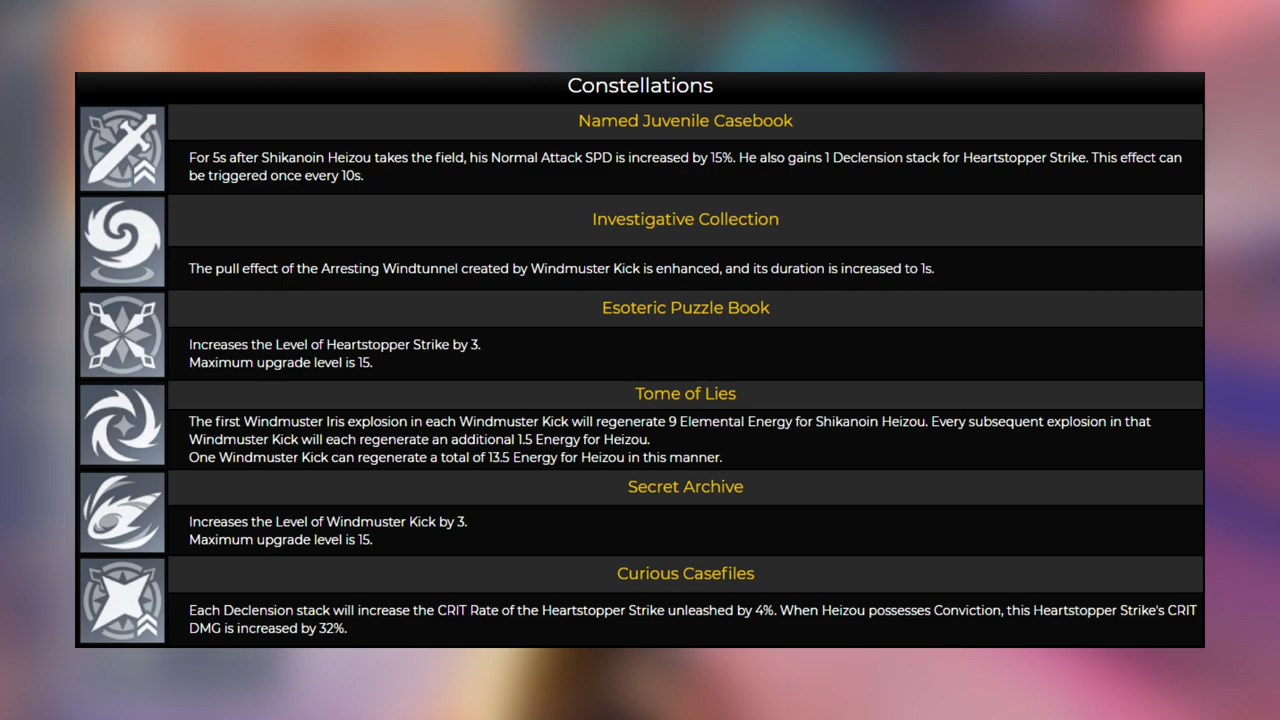 Constellations
Named Juvenile Casebook
For 5s after Shikanoin Heizou takes the field, his Normal Attack SPD is increased by 15%. He also gains 1 Declension stack for Heartstopper Strike. This effect can
be triggered once every 10s.
Investigative Collection
The pull effect of the Arresting Windtunnel created by Windmuster Kick is enhanced, and its duration is increased to 1s.
Esoteric Puzzle Book
Increases the Level of Heartstopper Strike by 3.
Maximum upgrade level is 15.
Tome of Lies
The first Windmuster Iris explosion in each Windmuster Kick will regenerate 9 Elemental Energy for Shikanoin Heizou. Every subsequent explosion in that
Windmuster Kick will each regenerate an additional 1.5 Energy for Heizou.
One Windmuster Kick can regenerate a total of 13.5 Energy for Heizou in this manner.
Secret Archive
Increases the Level of Windmuster Kick by 3.
Maximum upgrade level is 15.
Curious Casefiles
Each Declension stack will increase the CRIT Rate of the Heartstopper Strike unleashed by 4%. When Heizou possesses Conviction, this Heartstopper Strike's CRIT
DMG is increased by 32%.